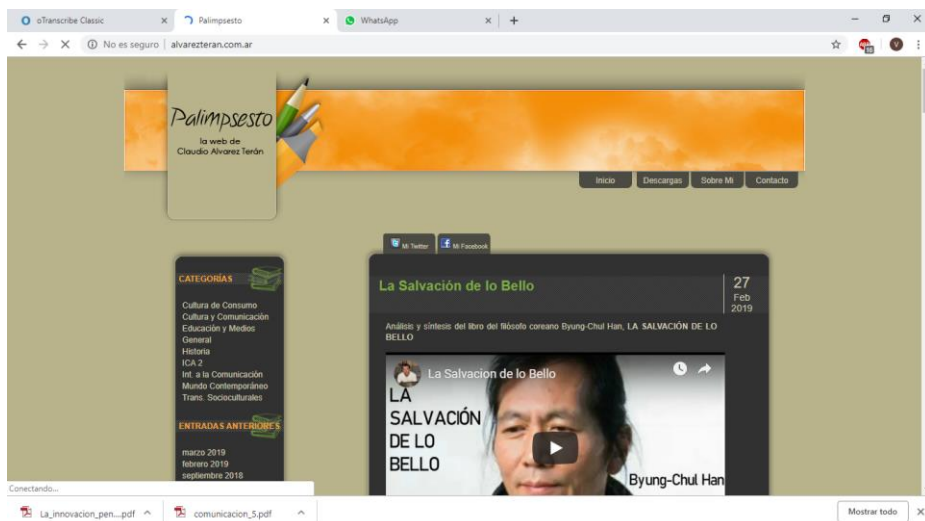 oTranscribe Classic
Palimpsesto
WhatsApp
No es seguro
alvarezteran.com.ar
ABP
18
V
Palimpsesto
la web de
Claudio Alvarez Terán
Inicio
Descargas
Sobre Mi
Contacto
Mi Twitter
Mi Facebook
CATEGORÍAS
Cultura de Consumo
Cultura y Comunicación
Educación y Medios
General
Historia
ICA 2
Int. a la Comunicación
Mundo Contemporáneo
Trans. Socioculturales
ENTRADAS ANTERIORES
marzo 2019
febrero 2019
septiembre 2018
La Salvación de lo Bello
27
Feb
2019
Análisis y síntesis del libro del filósofo coreano Byung-Chul Han, LA SALVACIÓN DE LO
BELLO
La Salvacion de lo Bello
LA
SALVACIÓN
DE LO
BELLO
Byung-Chul Han
Conectando...
La_innovacion_pen....pdf
comunicacion_5.pdf
Mostrar todo